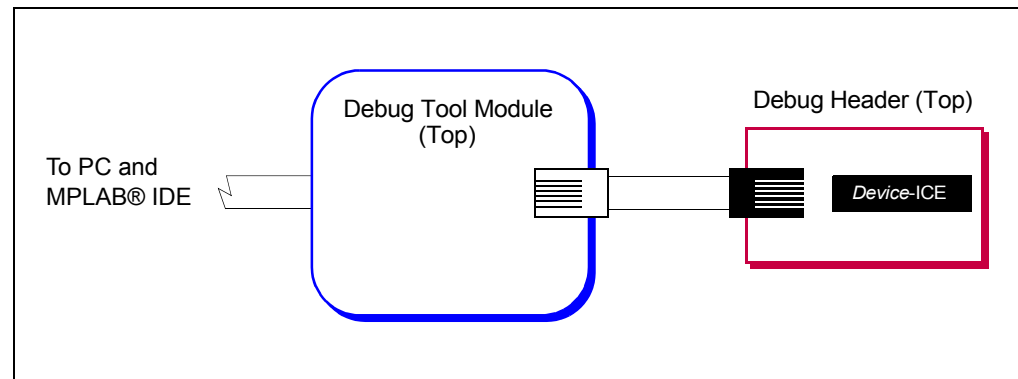 Debug Tool Module
(Top)
Debug Header (Top)
To PC and
MPLAB® IDE
Device-ICE